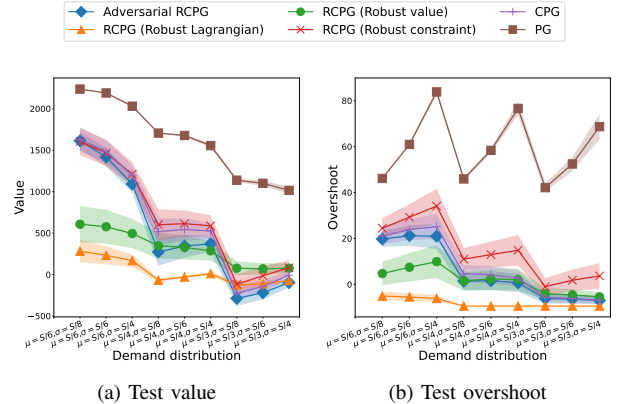 Adversarial RCPG
RCPG (Robust Lagrangian)
RCPG (Robust value)
RCPG (Robust constraint)
CPG
PG
Value
2000
1500
1000
500
0
−500
μ = S/6, σ = S/8
μ = S/6, σ = S/6
μ = S/6, σ = S/4
μ = S/4, σ = S/8
μ = S/4, σ = S/6
μ = S/4, σ = S/4
μ = S/3, σ = S/8
μ = S/3, σ = S/6
μ = S/3, σ = S/4
Demand distribution
(a) Test value
Overshoot
80
60
40
20
0
μ = S/6, σ = S/8
μ = S/6, σ = S/6
μ = S/6, σ = S/4
μ = S/4, σ = S/8
μ = S/4, σ = S/6
μ = S/4, σ = S/4
μ = S/3, σ = S/8
μ = S/3, σ = S/6
μ = S/3, σ = S/4
Demand distribution
(b) Test overshoot